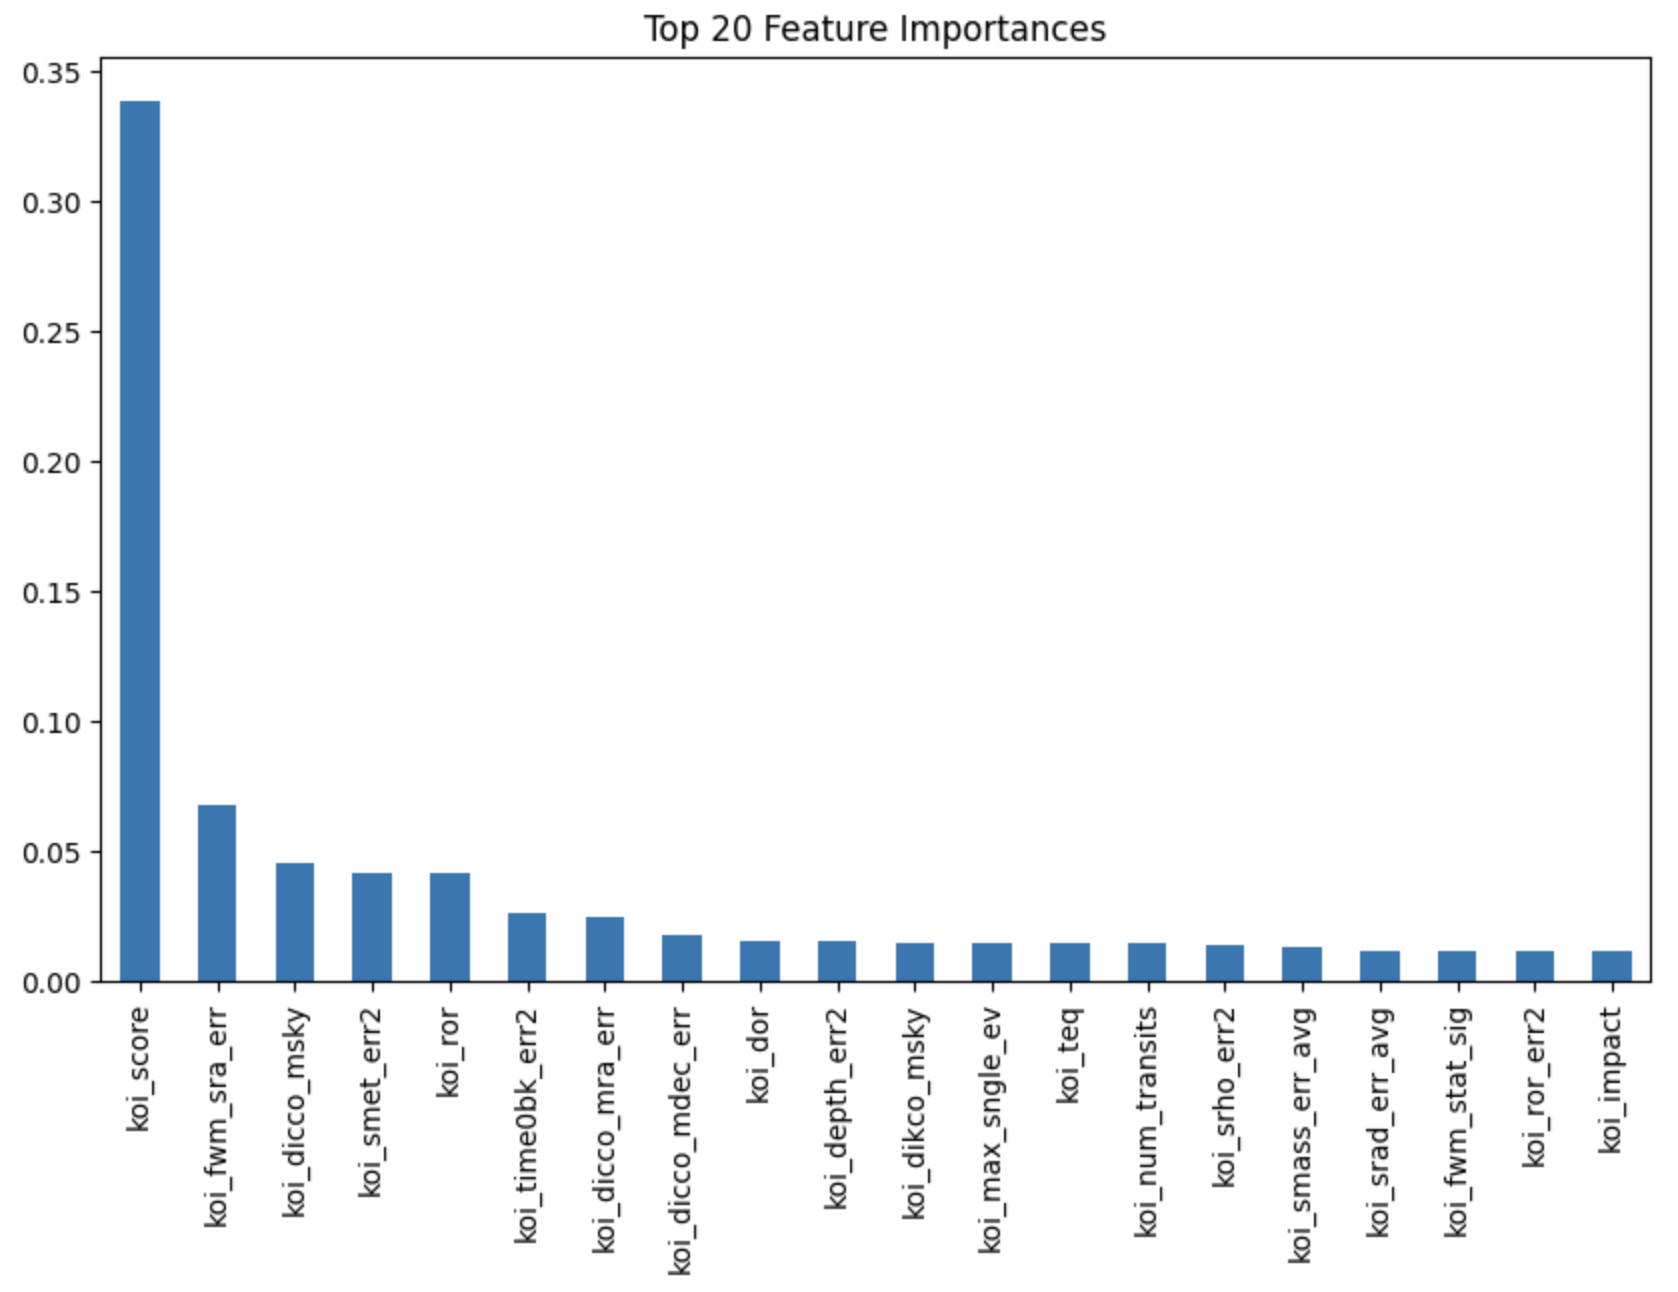 Top 20 Feature Importances
0.35
0.30
0.25
0.20
0.15
0.10
0.05
0.00
koi_score
koi_fwm_sra_err
koi_dicco_msky
koi_smet_err2
koi_ror
koi_time0bk_err2
koi_dicco_mra_err
koi_dicco_mdec_err
koi_dor
koi_depth_err2
koi_dikco_msky
koi_max_sngle_ev
koi_teq
koi_num_transits
koi_srho_err2
koi_smass_err_avg
koi_srad_err_avg
koi_fwm_stat_sig
koi_ror_err2
koi_impact